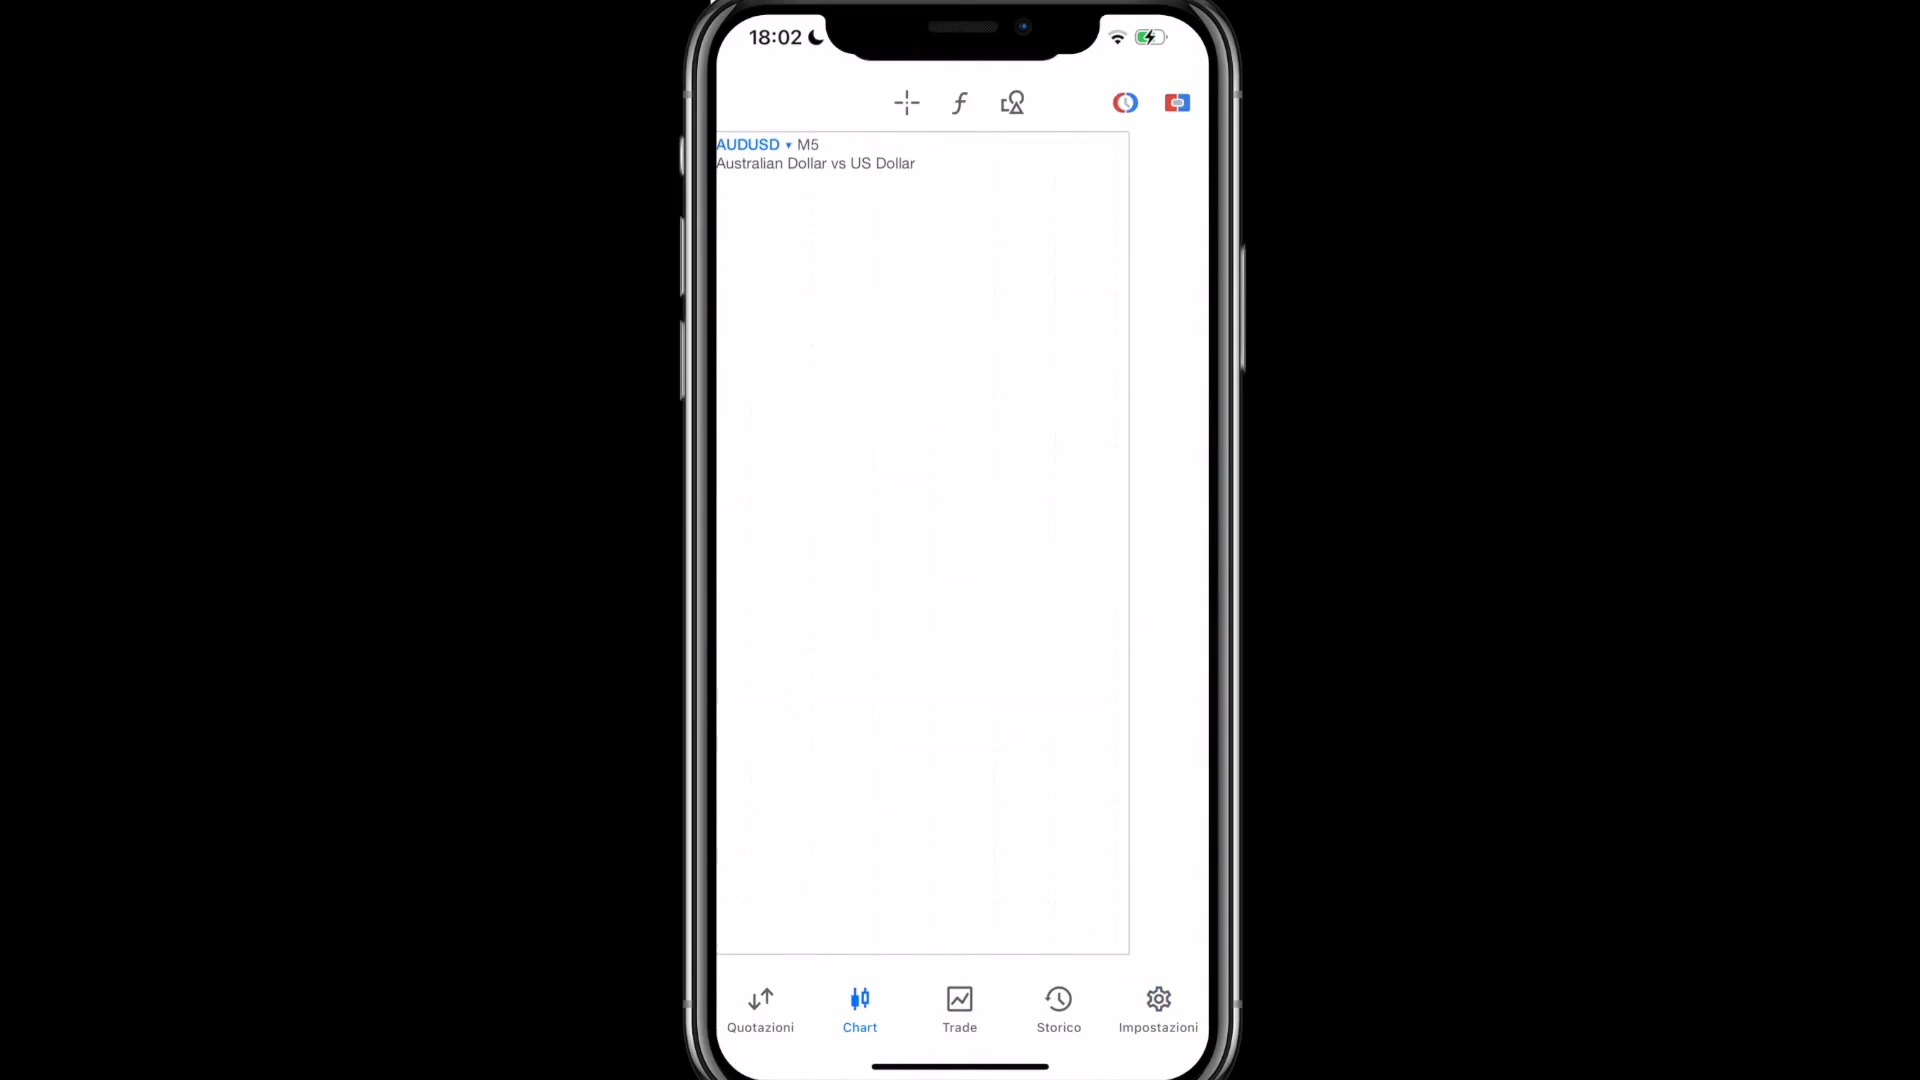 18:02
AUDUSD ▾ M5
Australian Dollar vs US Dollar
Quotazioni
Chart
Trade
Storico
Impostazioni